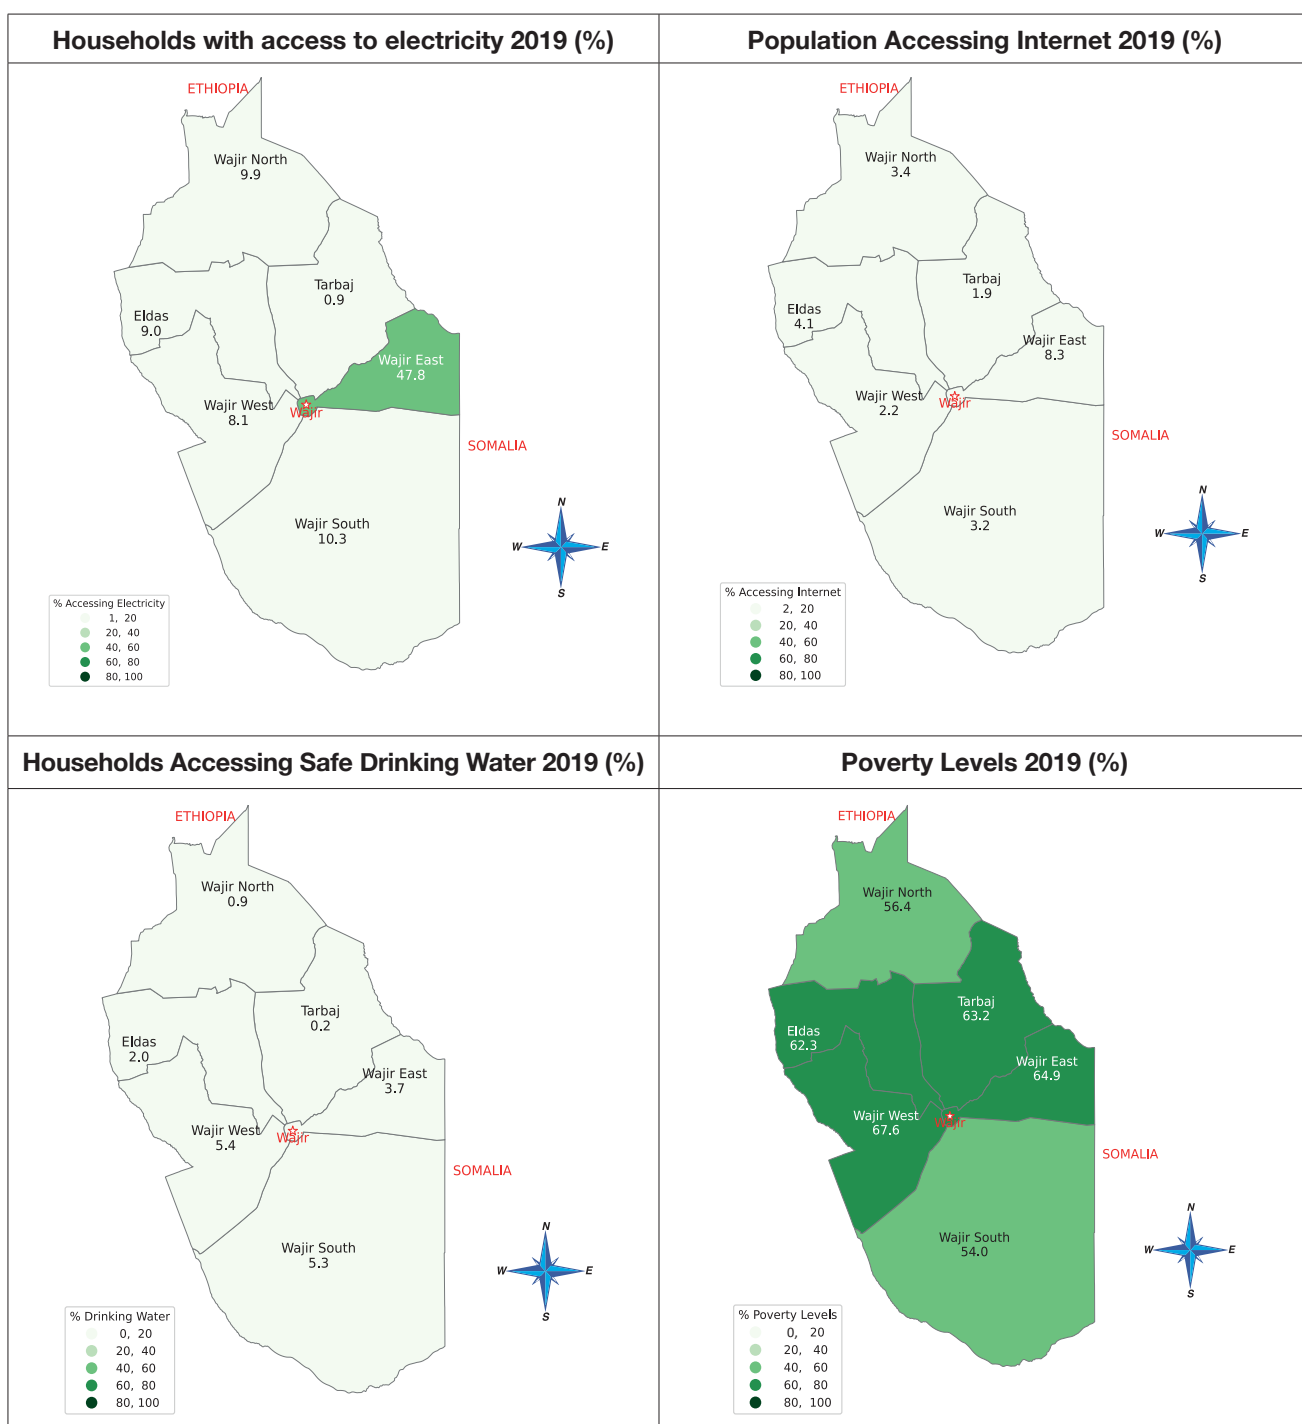 Households with access to electricity 2019 (%)
Population Accessing Internet 2019 (%)
ETHIOPIA
Wajir North
9.9
Tarbaj
0.9
Eldas
9.0
Wajir East
47.8
Wajir West
8.1
Wajir
SOMALIA
Wajir South
10.3
N
W E
S
% Accessing Electricity
1, 20
20, 40
40, 60
60, 80
80, 100
ETHIOPIA
Wajir North
3.4
Tarbaj
1.9
Eldas
4.1
Wajir East
8.3
Wajir West
2.2
Wajir
SOMALIA
Wajir South
3.2
N
W E
S
% Accessing Internet
2, 20
20, 40
40, 60
60, 80
80, 100
Households Accessing Safe Drinking Water 2019 (%)
Poverty Levels 2019 (%)
ETHIOPIA
Wajir North
0.9
Tarbaj
0.2
Eldas
2.0
Wajir East
3.7
Wajir West
5.4
Wajir
SOMALIA
Wajir South
5.3
N
W E
S
% Drinking Water
0, 20
20, 40
40, 60
60, 80
80, 100
ETHIOPIA
Wajir North
56.4
Tarbaj
63.2
Eldas
62.3
Wajir East
64.9
Wajir West
67.6
Wajir
SOMALIA
Wajir South
54.0
N
W E
S
% Poverty Levels
0, 20
20, 40
40, 60
60, 80
80, 100